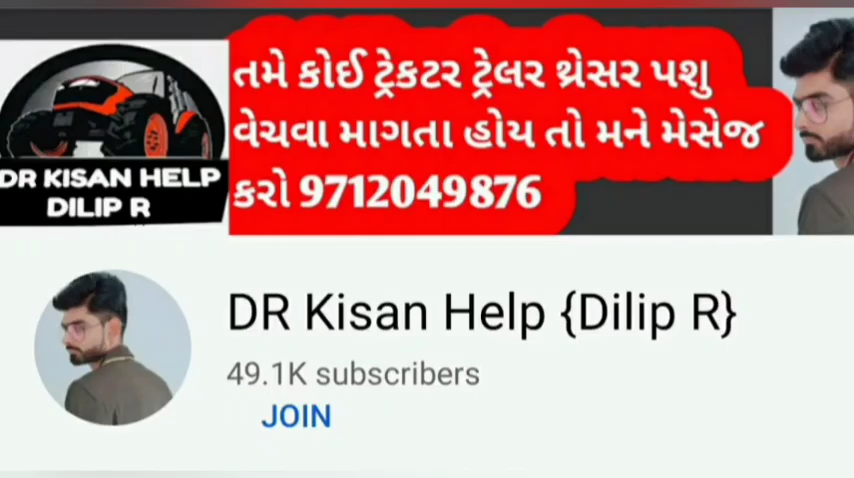 તમે કોઈ ટ્રેકટર ટ્રેલર થ્રેસર પશુ
વેચવા માગતા હોય તો મને મેસેજ
કરો 9712049876
DR KISAN HELP
DILIP R
DR Kisan Help {Dilip R}
49.1K subscribers
JOIN